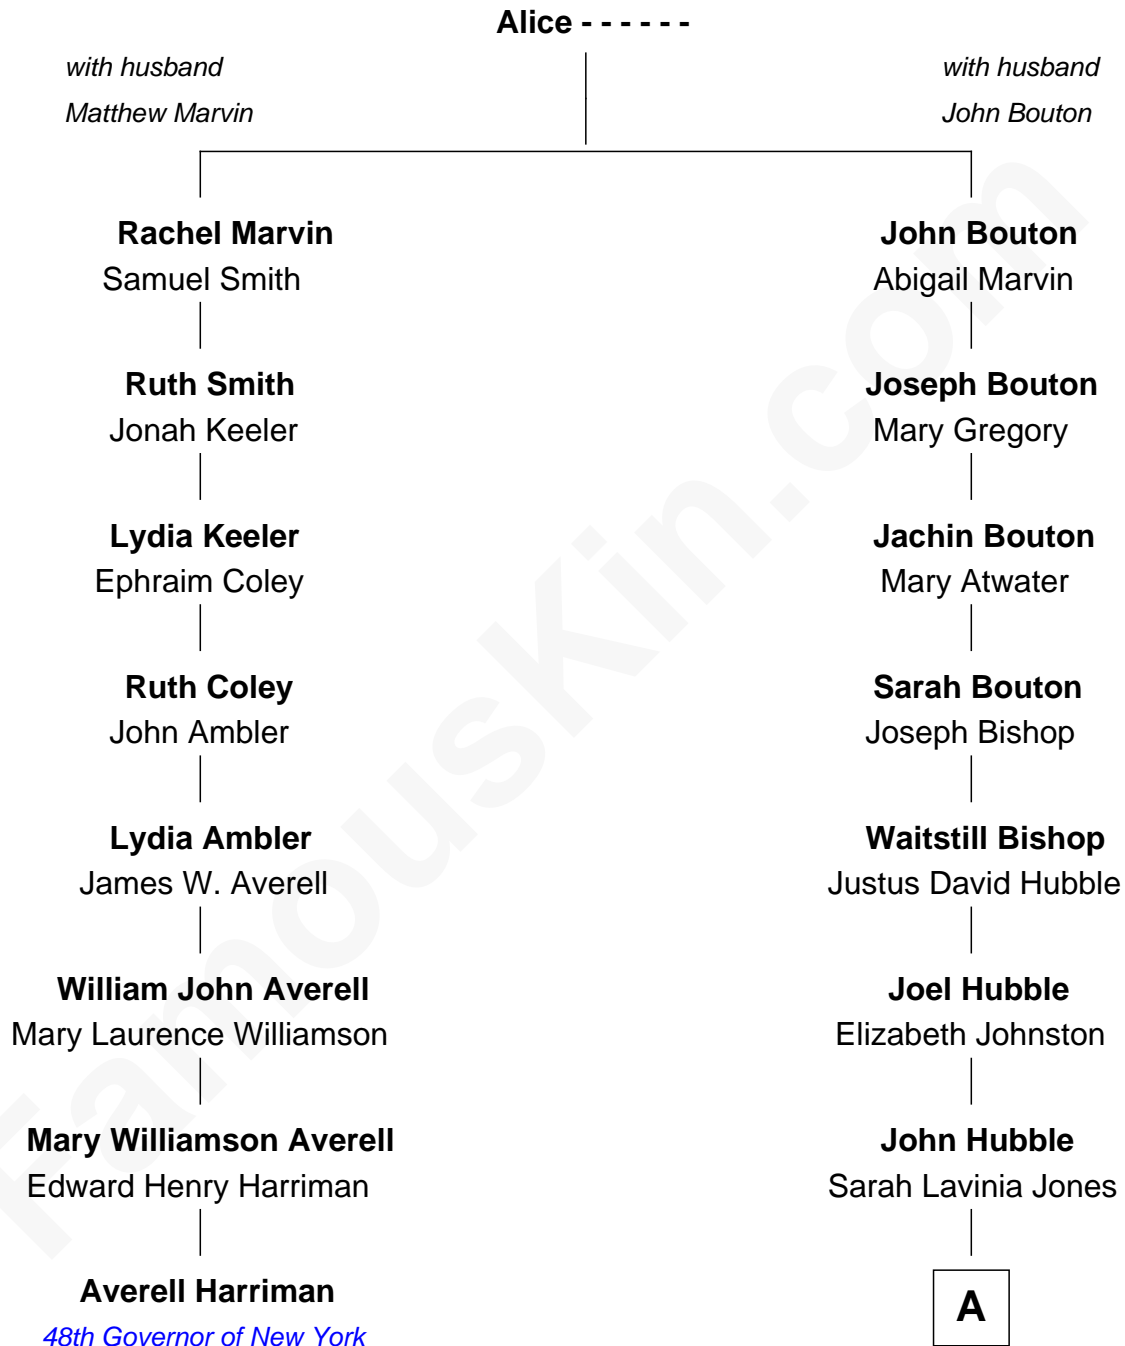 Alice - - - - - -
with husband
Matthew Marvin
with husband
John Bouton
Rachel Marvin
Samuel Smith
John Bouton
Abigail Marvin
Ruth Smith
Jonah Keeler
Joseph Bouton
Mary Gregory
Lydia Keeler
Ephraim Coley
Jachin Bouton
Mary Atwater
Ruth Coley
John Ambler
Sarah Bouton
Joseph Bishop
Lydia Ambler
James W. Averell
Waitstill Bishop
Justus David Hubble
William John Averell
Mary Laurence Williamson
Joel Hubble
Elizabeth Johnston
Mary Williamson Averell
Edward Henry Harriman
John Hubble
Sarah Lavinia Jones
Averell Harriman
48th Governor of New York
A
FamousKin.com